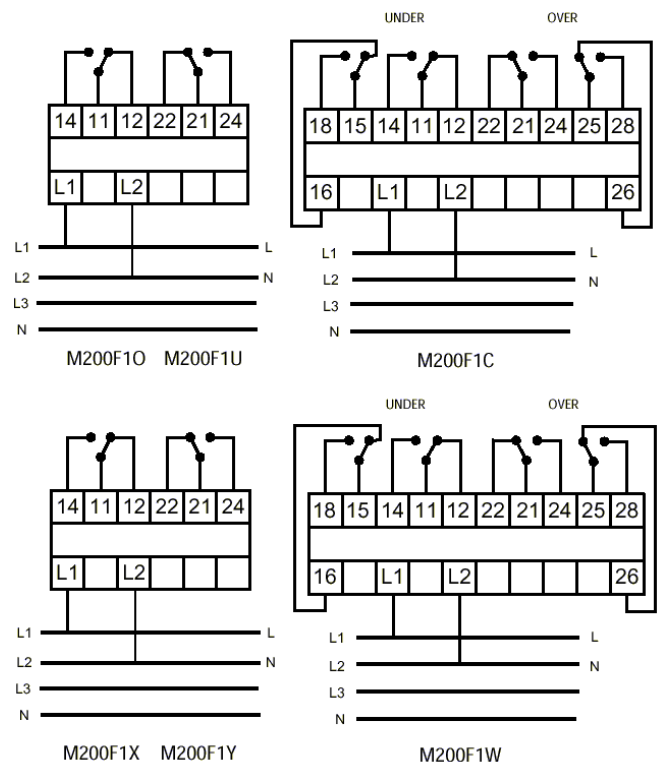 UNDER OVER
14 11 12 22 21 24
18 15 14 11 12 22 21 24 25 28
L1 L2
16 L1 L2 26
L1 L
L2 N
L3
N
L1 L
L2 N
L3
N
M200F1O M200F1U
M200F1C
UNDER OVER
14 11 12 22 21 24
18 15 14 11 12 22 21 24 25 28
L1 L2
16 L1 L2 26
L1 L
L2 N
L3
N
L1 L
L2 N
L3
N
M200F1X M200F1Y
M200F1W